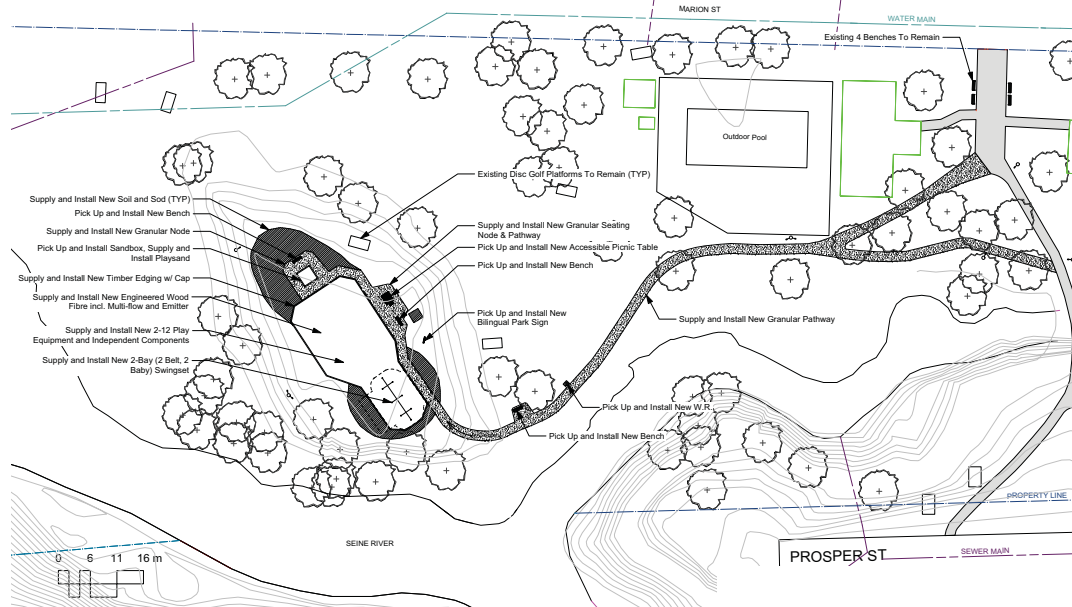 MARION ST
WATER MAIN
Existing 4 Benches To Remain
Outdoor Pool
Existing Disc Golf Platforms To Remain (TYP)
Supply and Install New Soil and Sod (TYP)
Pick Up and Install New Bench
Supply and Install New Granular Node
Pick Up and Install Sandbox, Supply and
Install Playsand
Supply and Install New Timber Edging w/ Cap
Supply and Install New Engineered Wood
Fibre incl. Multi-flow and Emitter
Supply and Install New 2-12 Play
Equipment and Independent Components
Supply and Install New 2-Bay (2 Belt, 2
Baby) Swingset
Supply and Install New Granular Seating
Node & Pathway
Pick Up and Install New Accessible Picnic Table
Pick Up and Install New Bench
Pick Up and Install New
Bilingual Park Sign
Supply and Install New Granular Pathway
Pick Up and Install New W.R.
Pick Up and Install New Bench
PROPERTY LINE
SEINE RIVER
PROSPER ST
SEWER MAIN
0 6 11 16 m